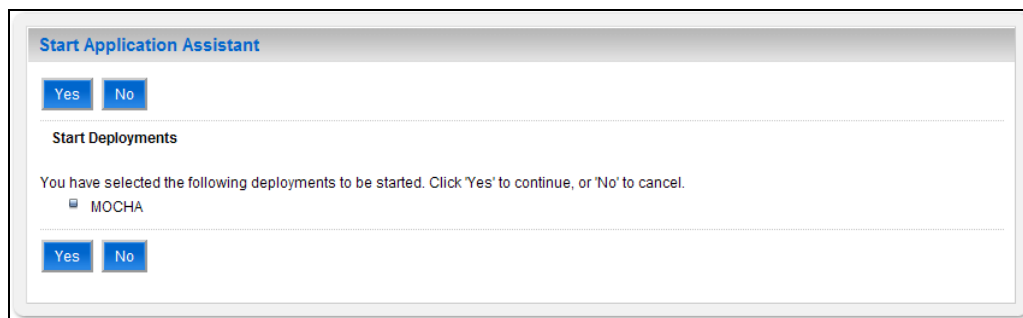 Start Application Assistant
Yes No
Start Deployments
You have selected the following deployments to be started. Click 'Yes' to continue, or 'No' to cancel.
MOCHA
Yes No